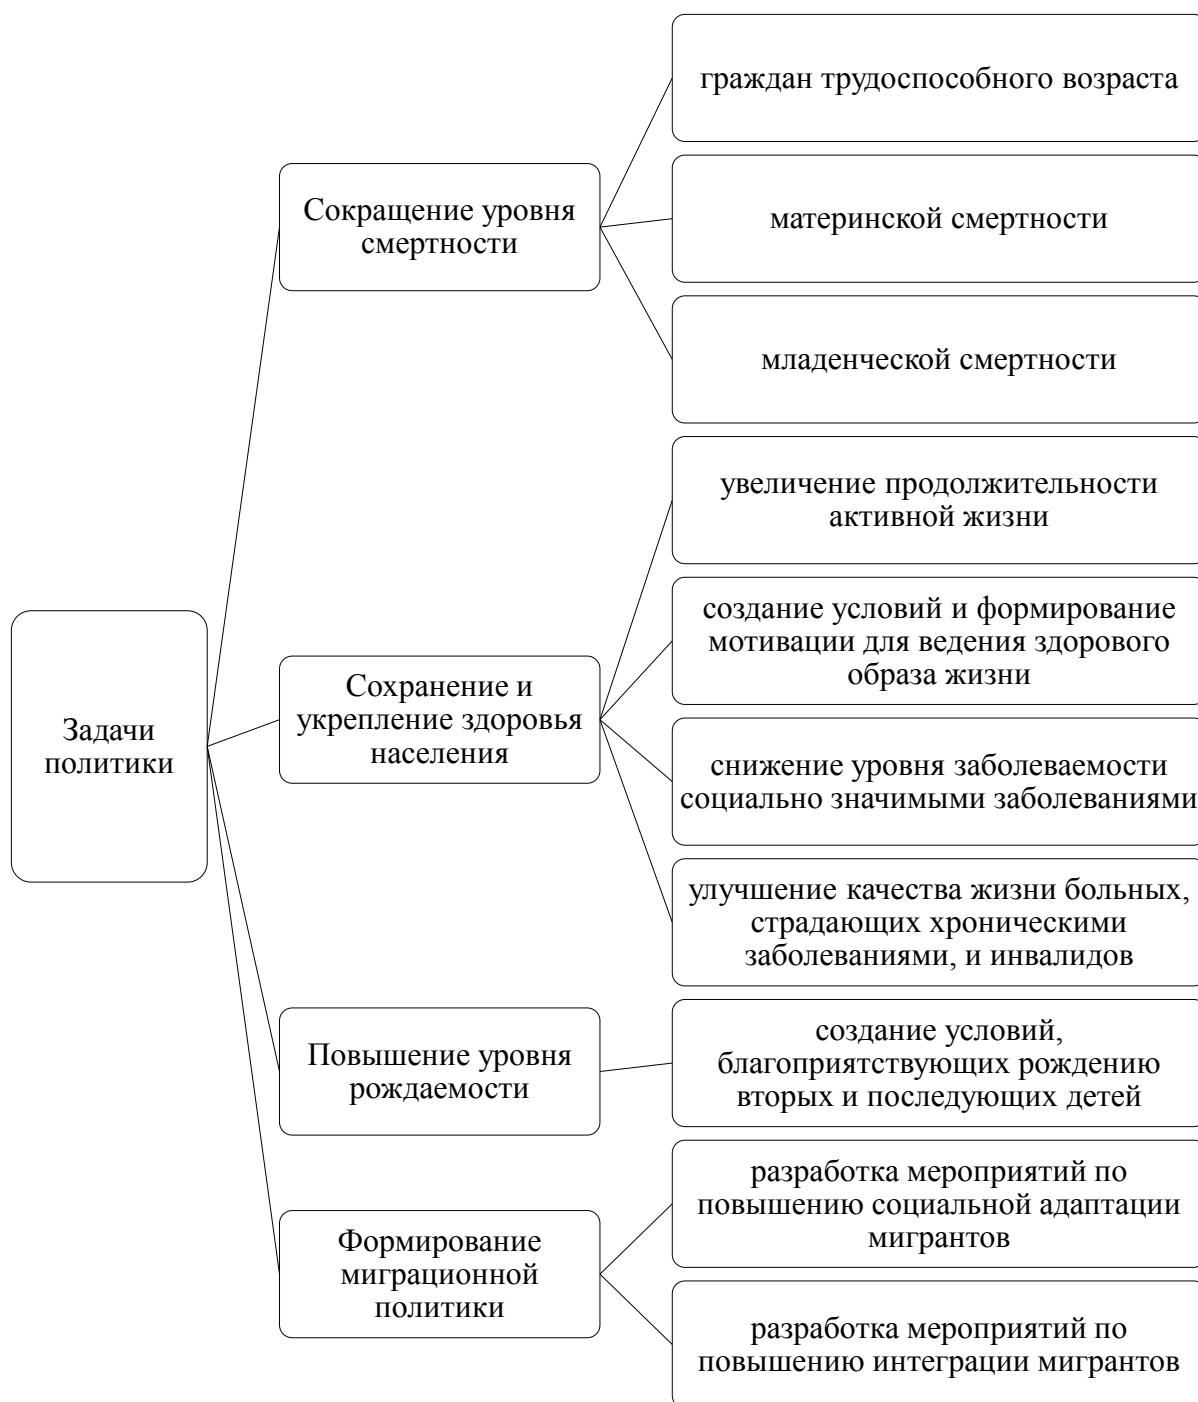 Задачи
политики
Сокращение уровня
смертности
граждан трудоспособного возраста
материнской смертности
младенческой смертности
Сохранение и
укрепление здоровья
населения
увеличение продолжительности
активной жизни
создание условий и формирование
мотивации для ведения здорового
образа жизни
снижение уровня заболеваемости
социально значимыми заболеваниями
улучшение качества жизни больных,
страдающих хроническими
заболеваниями, и инвалидов
Повышение уровня
рождаемости
создание условий,
благоприятствующих рождению
вторых и последующих детей
Формирование
миграционной
политики
разработка мероприятий по
повышению социальной адаптации
мигрантов
разработка мероприятий по
повышению интеграции мигрантов